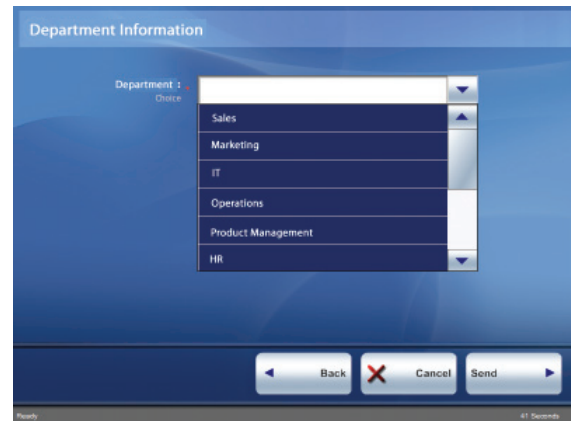 Department Information
Department :
Choice
Sales
Marketing
IT
Operations
Product Management
HR
Back
Cancel
Send
Ready
41 Seconds